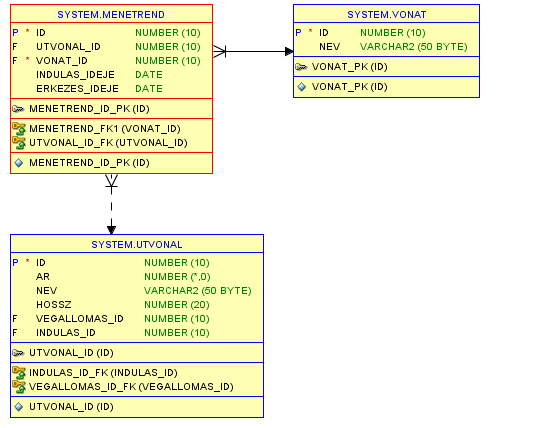 SYSTEM.MENETREND
P * ID NUMBER (10)
F UTVONAL_ID NUMBER (10)
F * VONAT_ID NUMBER (10)
INDULAS_IDEJE DATE
ERKEZES_IDEJE DATE
MENETREND_ID_PK (ID)
MENETREND_FK1 (VONAT_ID)
UTVONAL_ID_FK (UTVONAL_ID)
MENETREND_ID_PK (ID)
SYSTEM.VONAT
P * ID NUMBER (10)
NEV VARCHAR2 (50 BYTE)
VONAT_PK (ID)
VONAT_PK (ID)
SYSTEM.UTVONAL
P * ID NUMBER (10)
AR NUMBER (*,0)
NEV VARCHAR2 (50 BYTE)
HOSSZ NUMBER (20)
F VEGALLOMAS_ID NUMBER (10)
F INDULAS_ID NUMBER (10)
UTVONAL_ID (ID)
INDULAS_ID_FK (INDULAS_ID)
VEGALLOMAS_ID_FK (VEGALLOMAS_ID)
UTVONAL_ID (ID)